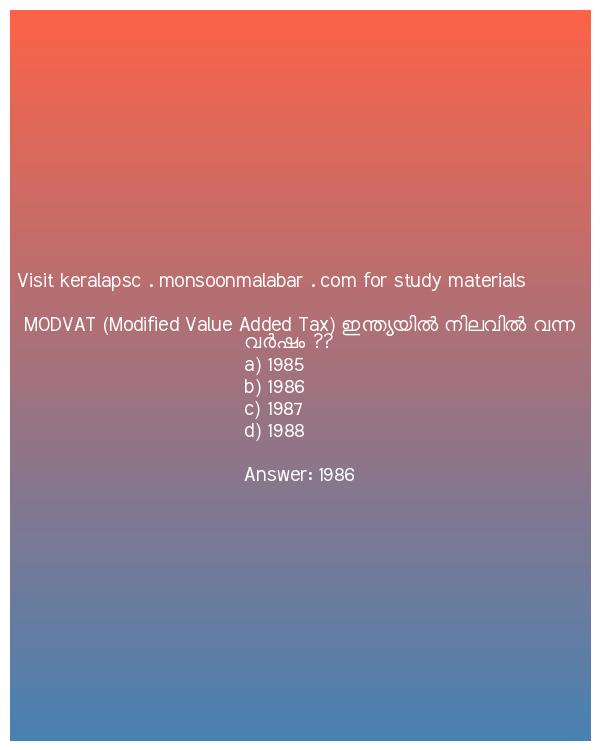 Visit keralapsc . monsoonmalabar . com for study materials
MODVAT (Modified Value Added Tax) ഇന്ത്യയിൽ നിലവിൽ വന്ന
വർഷം ??
a) 1985
b) 1986
c) 1987
d) 1988
Answer: 1986